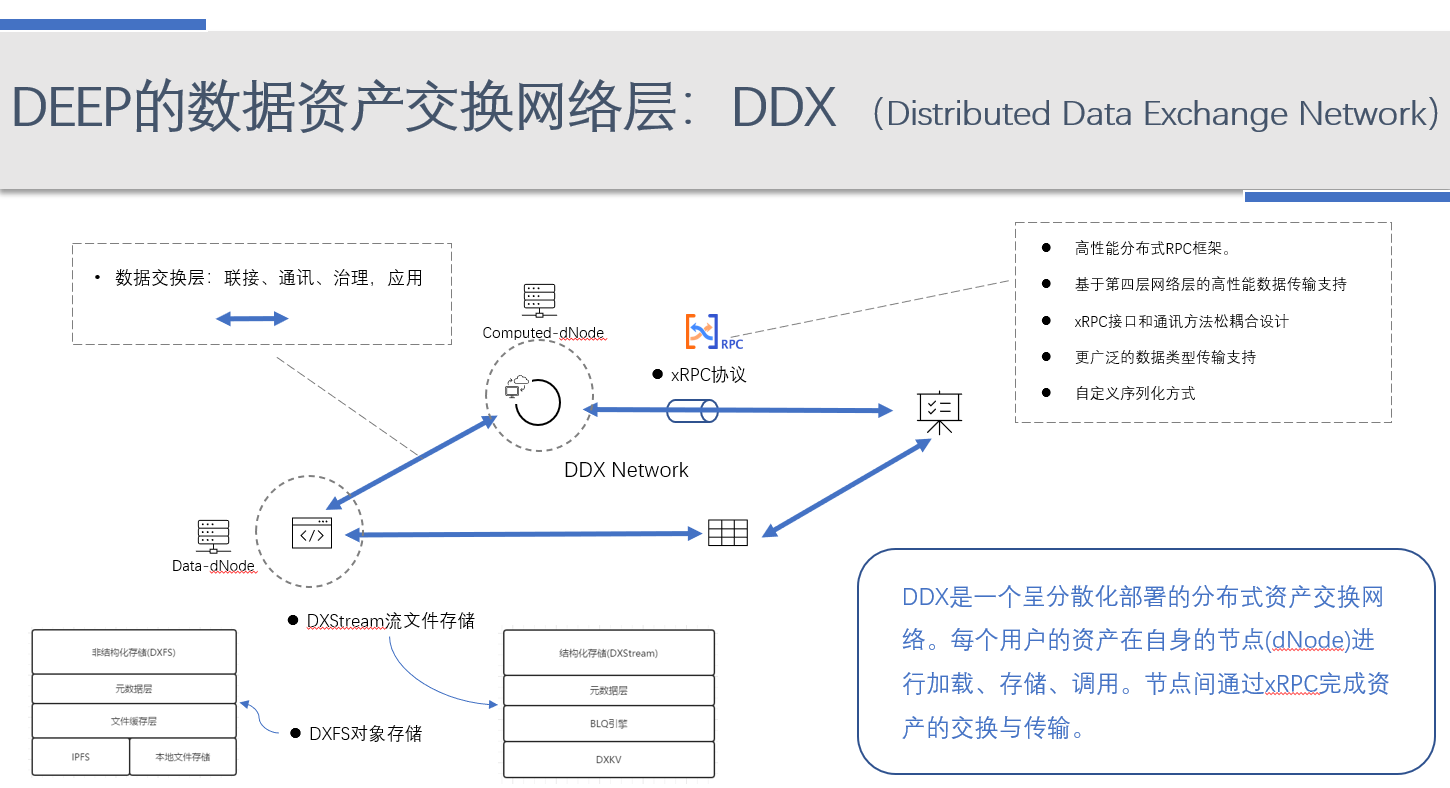 DEEP的数据资产交换网络层：DDX （Distributed Data Exchange Network）
• 数据交换层：联接、通讯、治理，应用
Computed-dNode
RPC
● xRPC协议
● 高性能分布式RPC框架。
● 基于第四层网络层的高性能数据传输支持
● xRPC接口和通讯方法松耦合设计
● 更广泛的数据类型传输支持
● 自定义序列化方式
DDX Network
Data-dNode
● DXStream流文件存储
非结构化存储(DXFS)
元数据层
文件缓存层
IPFS
本地文件存储
● DXFS对象存储
结构化存储(DXStream)
元数据层
BLQ引擎
DXKV
DDX是一个呈分散化部署的分布式资产交换网
络。每个用户的资产在自身的节点(dNode)进
行加载、存储、调用。节点间通过xRPC完成资
产的交换与传输。